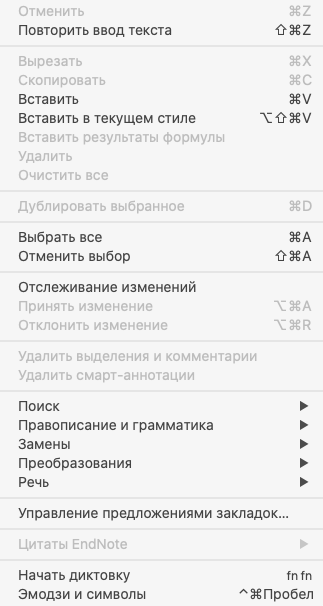 Отменить ⌘Z
Повторить ввод текста ⇧⌘Z
Вырезать ⌘X
Скопировать ⌘C
Вставить ⌘V
Вставить в текущем стиле ⌥⇧⌘V
Вставить результаты формулы
Удалить
Очистить все
Дублировать выбранное ⌘D
Выбрать все ⌘A
Отменить выбор ⇧⌘A
Отслеживание изменений
Принять изменение ⌥⌘A
Отклонить изменение ⌥⌘R
Удалить выделения и комментарии
Удалить смарт-аннотации
Поиск ▶
Правописание и грамматика ▶
Замены ▶
Преобразования ▶
Речь ▶
Управление предложениями закладок...
Цитаты EndNote ▶
Начать диктовку fn fn
Эмодзи и символы ^⌘Пробел